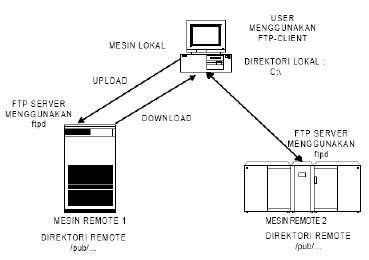 USER
MENGGUNAKAN
FTP-CLIENT
MESIN LOKAL
DIREKTORI LOKAL :
C:\
UPLOAD
FTP SERVER
MENGGUNAKAN
ftpd
DOWNLOAD
FTP SERVER
MENGGUNAKAN
ftpd
MESIN REMOTE 1
DIREKTORI REMOTE
/pub/...
MESIN REMOTE 2
DIREKTORI REMOTE
/pub/...